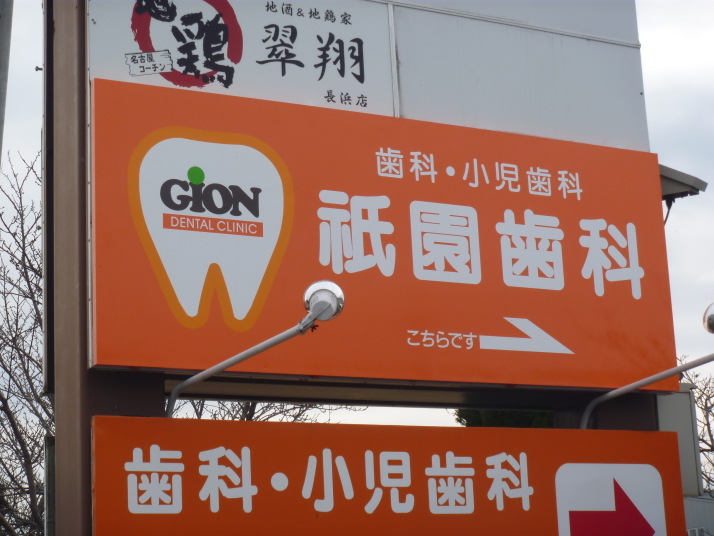 地酒&地鶏家
鶏
名古屋
コーチン
翠翔
長浜店
歯科・小児歯科
GION
DENTAL CLINIC
祇園歯科
こちらです
歯科・小児歯科